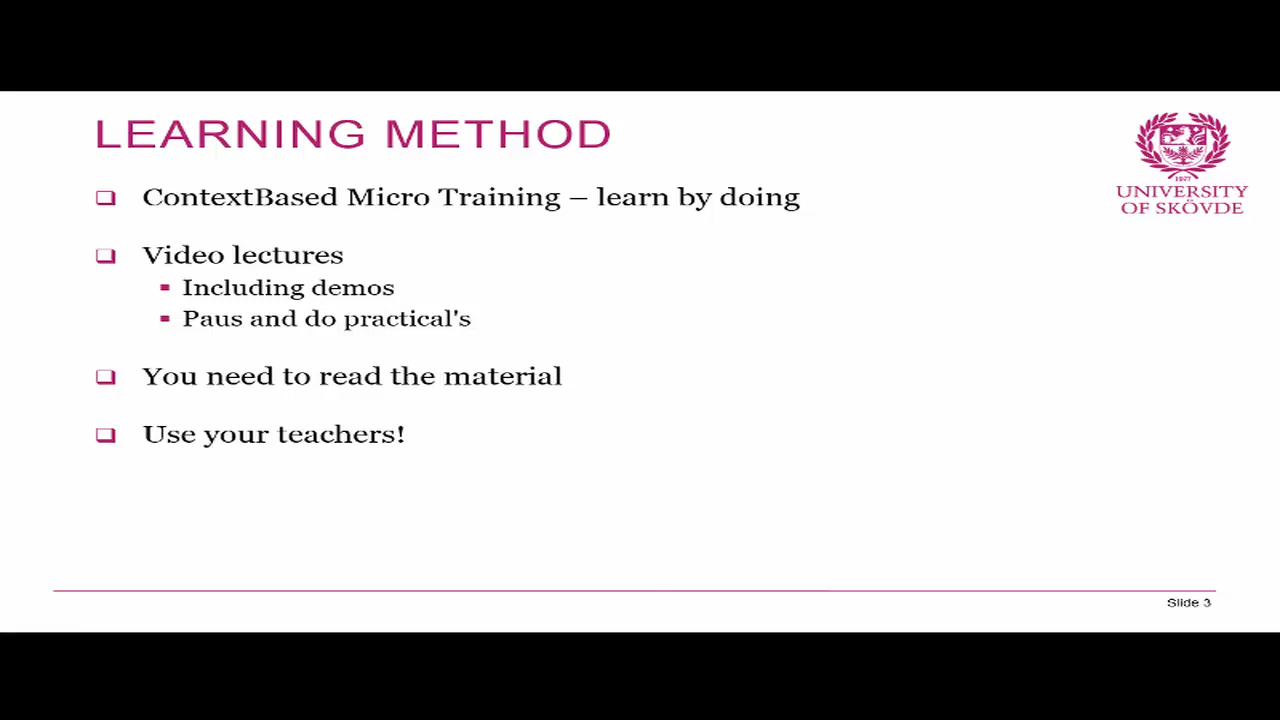 LEARNING METHOD
ContextBased Micro Training – learn by doing
Video lectures
Including demos
Paus and do practical's
You need to read the material
Use your teachers!
1977
UNIVERSITY
OF SKÖVDE
Slide 3